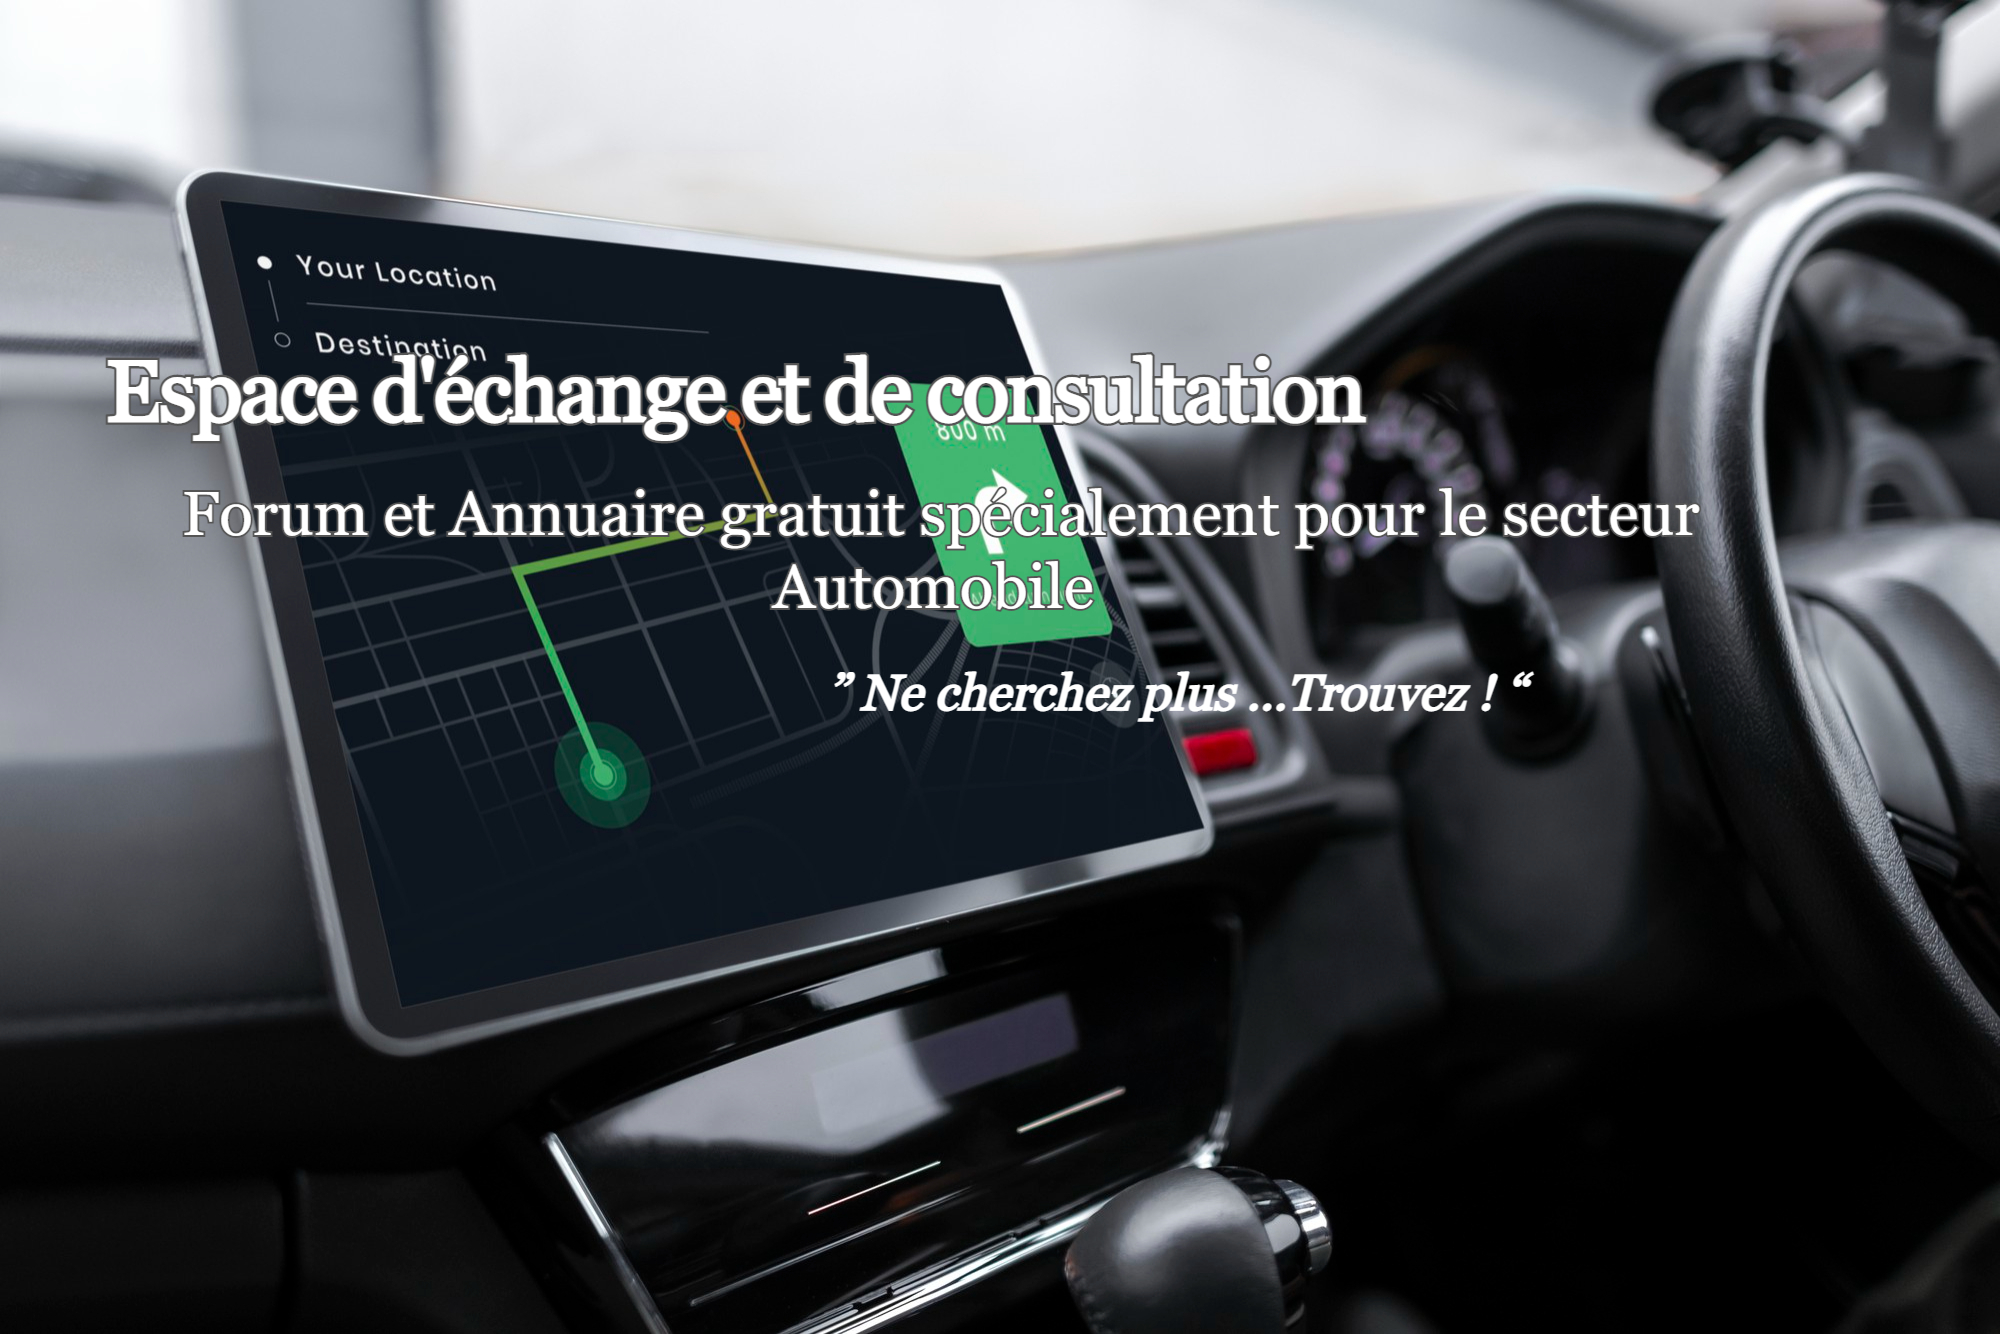 Your Location
Destination
Espace d'échange et de consultation
800 m
Forum et Annuaire gratuit spécialement pour le secteur
Automobile
” Ne cherchez plus ...Trouvez ! “